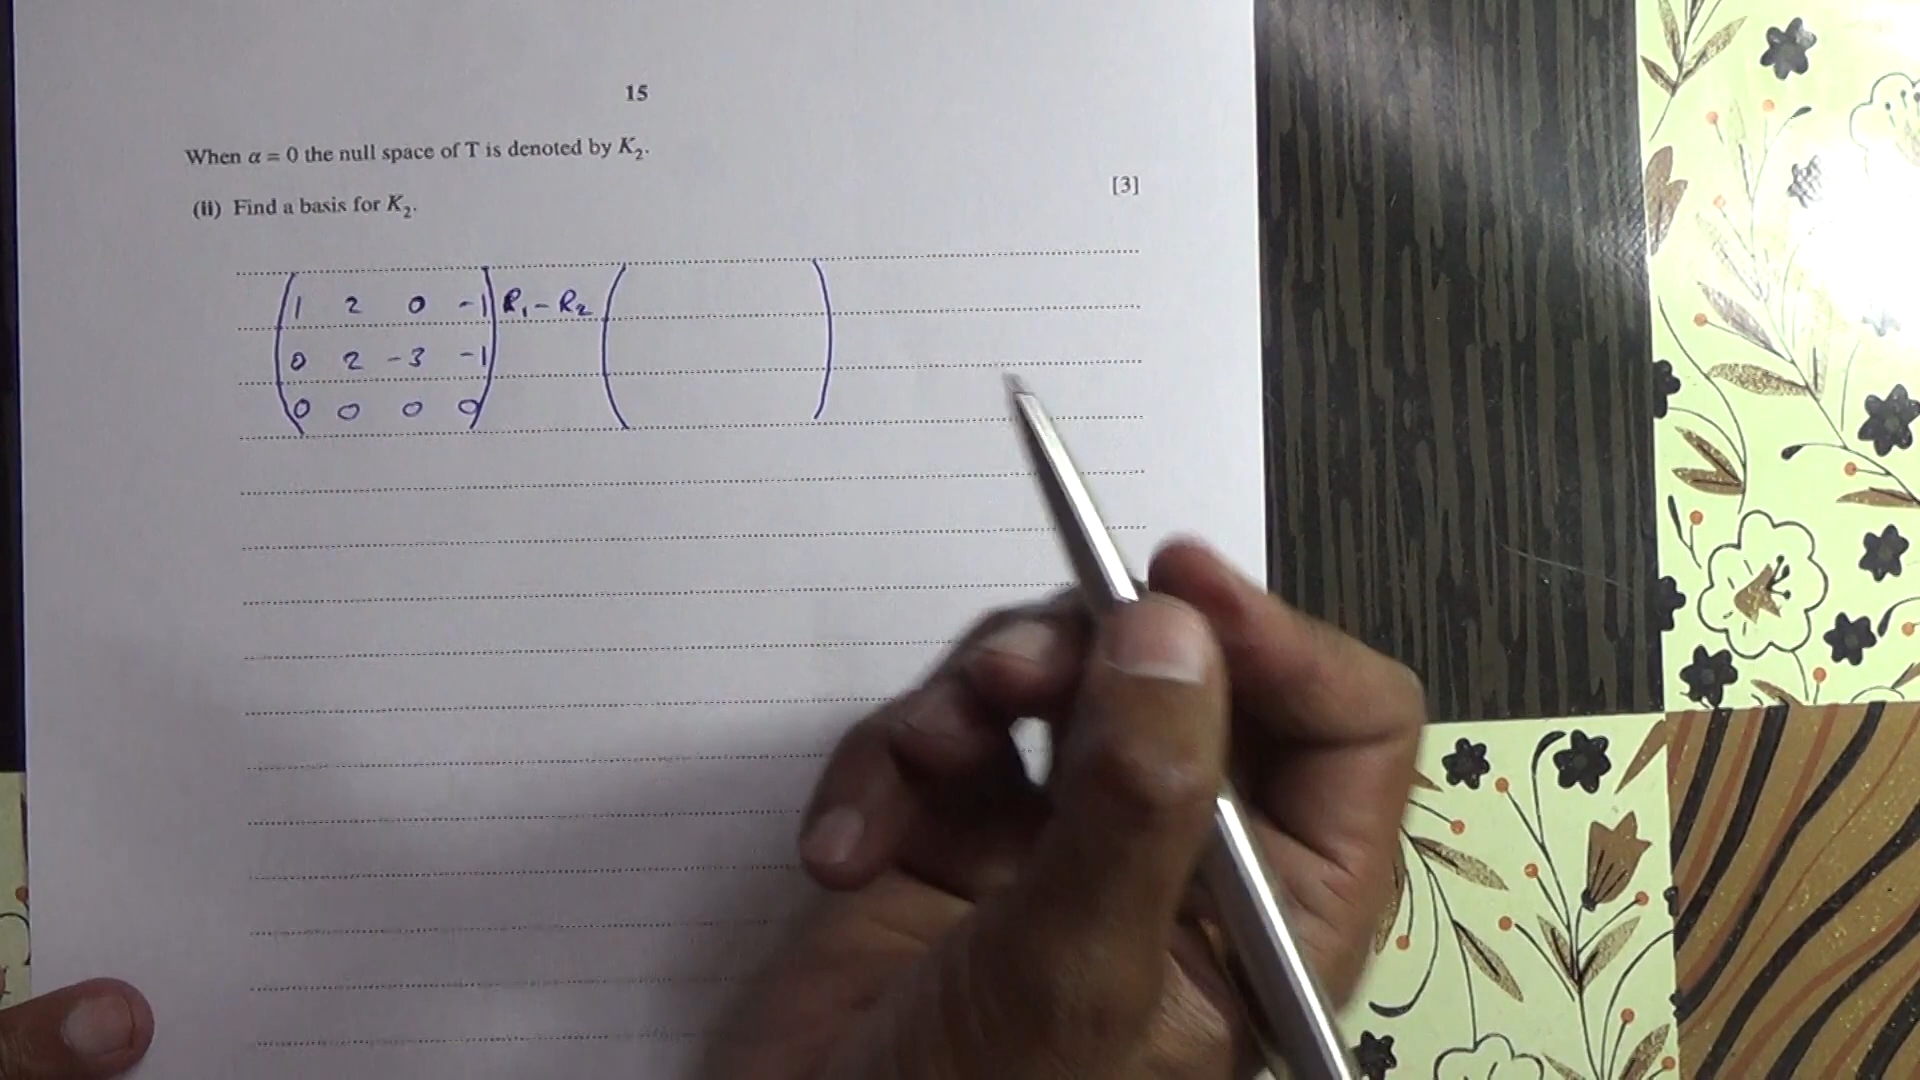 15
When α = 0 the null space of T is denoted by K₂.
[3]
(ii) Find a basis for K₂.
1 2 0 -1 R₁ - R₂
0 2 -3 -1
0 0 0 0